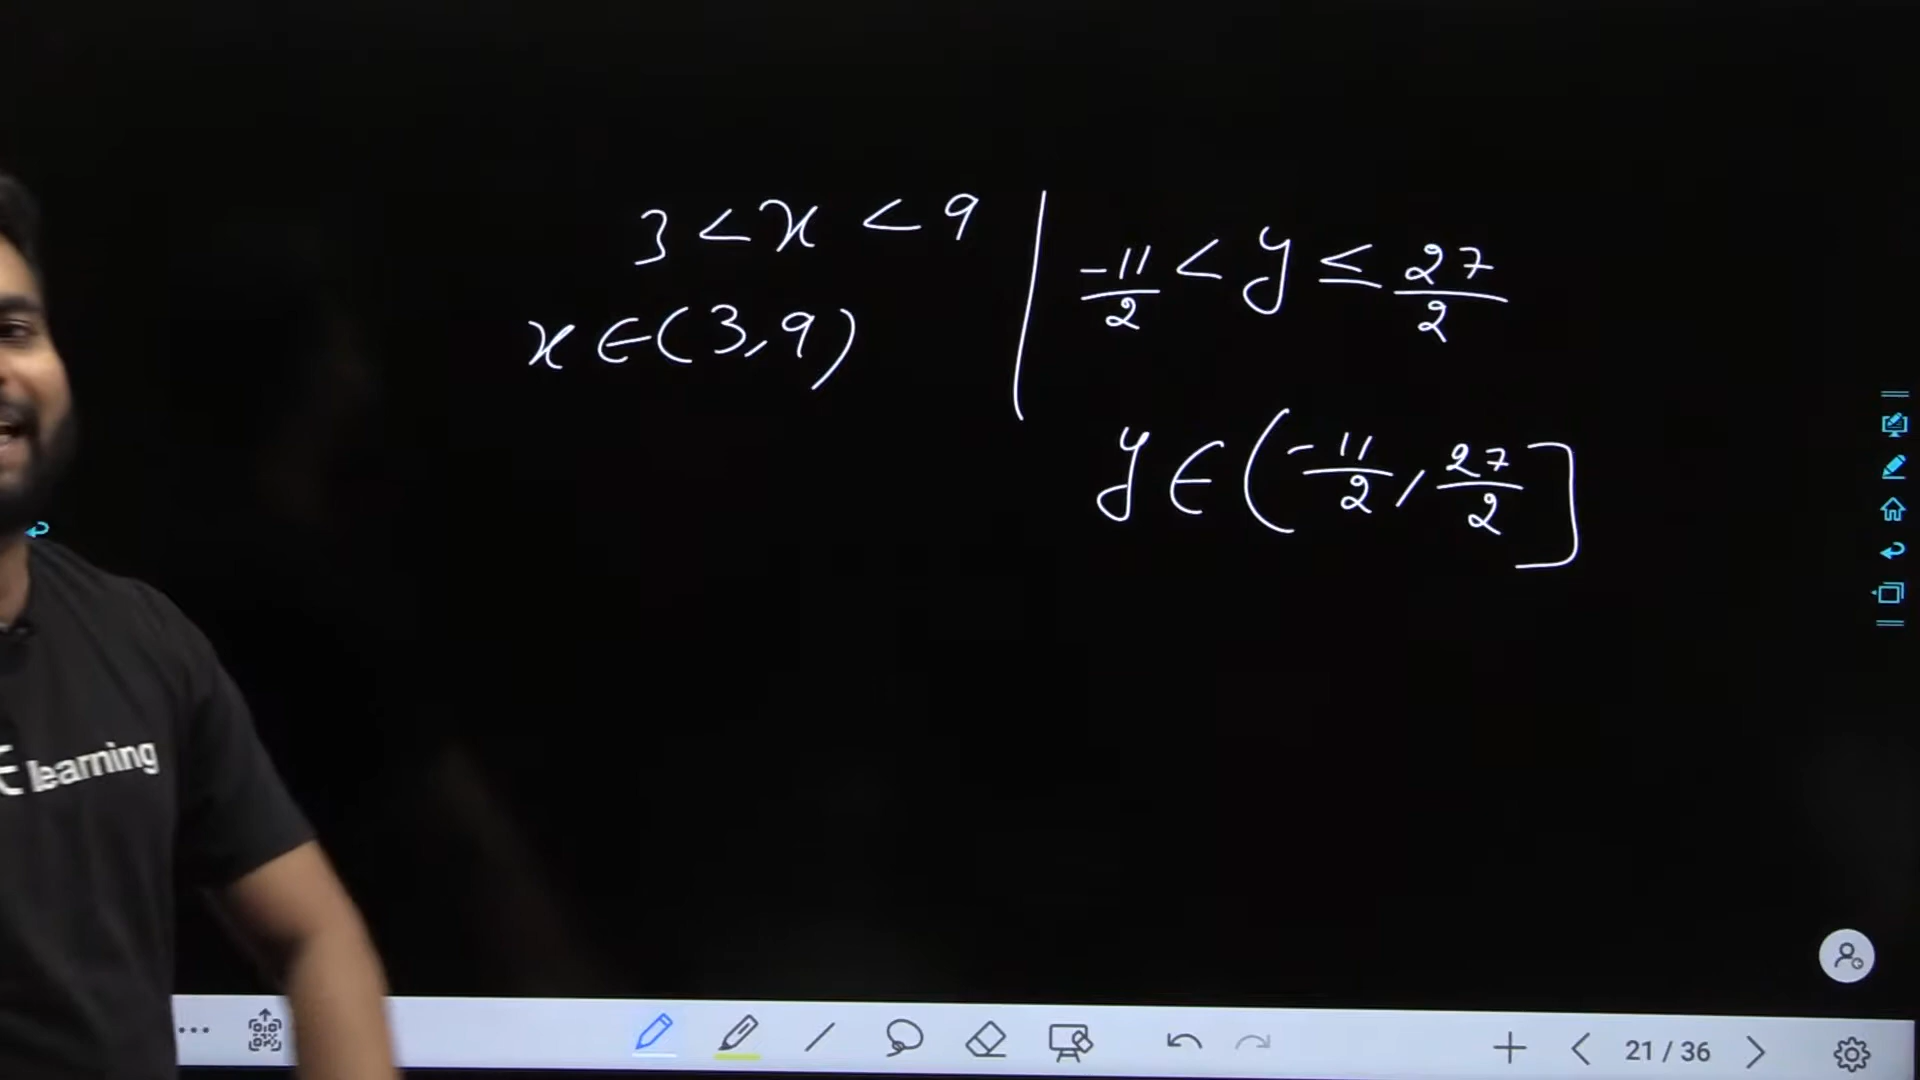 3 < x < 9
x ∈ (3, 9)
-11/2 < y ≤ 27/2
y ∈ (-11/2, 27/2]
learning
21 / 36